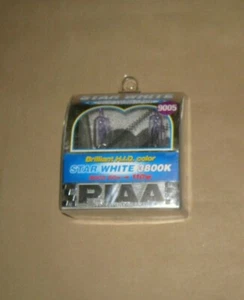 STAR WHITE
9005
Brilliant H.I.D. color
STAR WHITE 3800K
PIAA